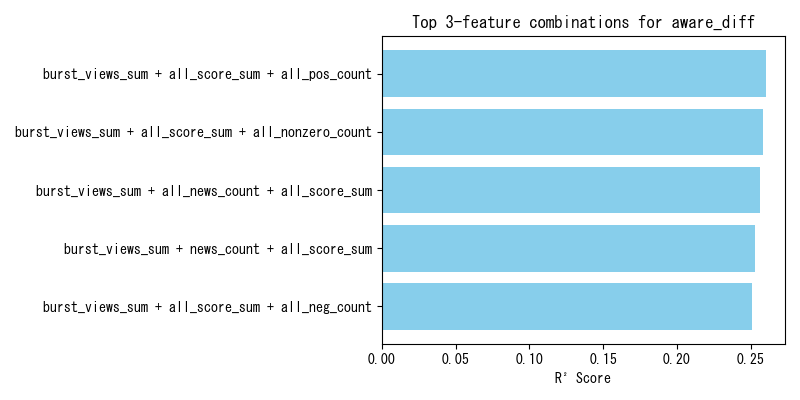 Top 3-feature combinations for aware_diff
burst_views_sum + all_score_sum + all_pos_count
burst_views_sum + all_score_sum + all_nonzero_count
burst_views_sum + all_news_count + all_score_sum
burst_views_sum + news_count + all_score_sum
burst_views_sum + all_score_sum + all_neg_count
0.00 0.05 0.10 0.15 0.20 0.25
R² Score